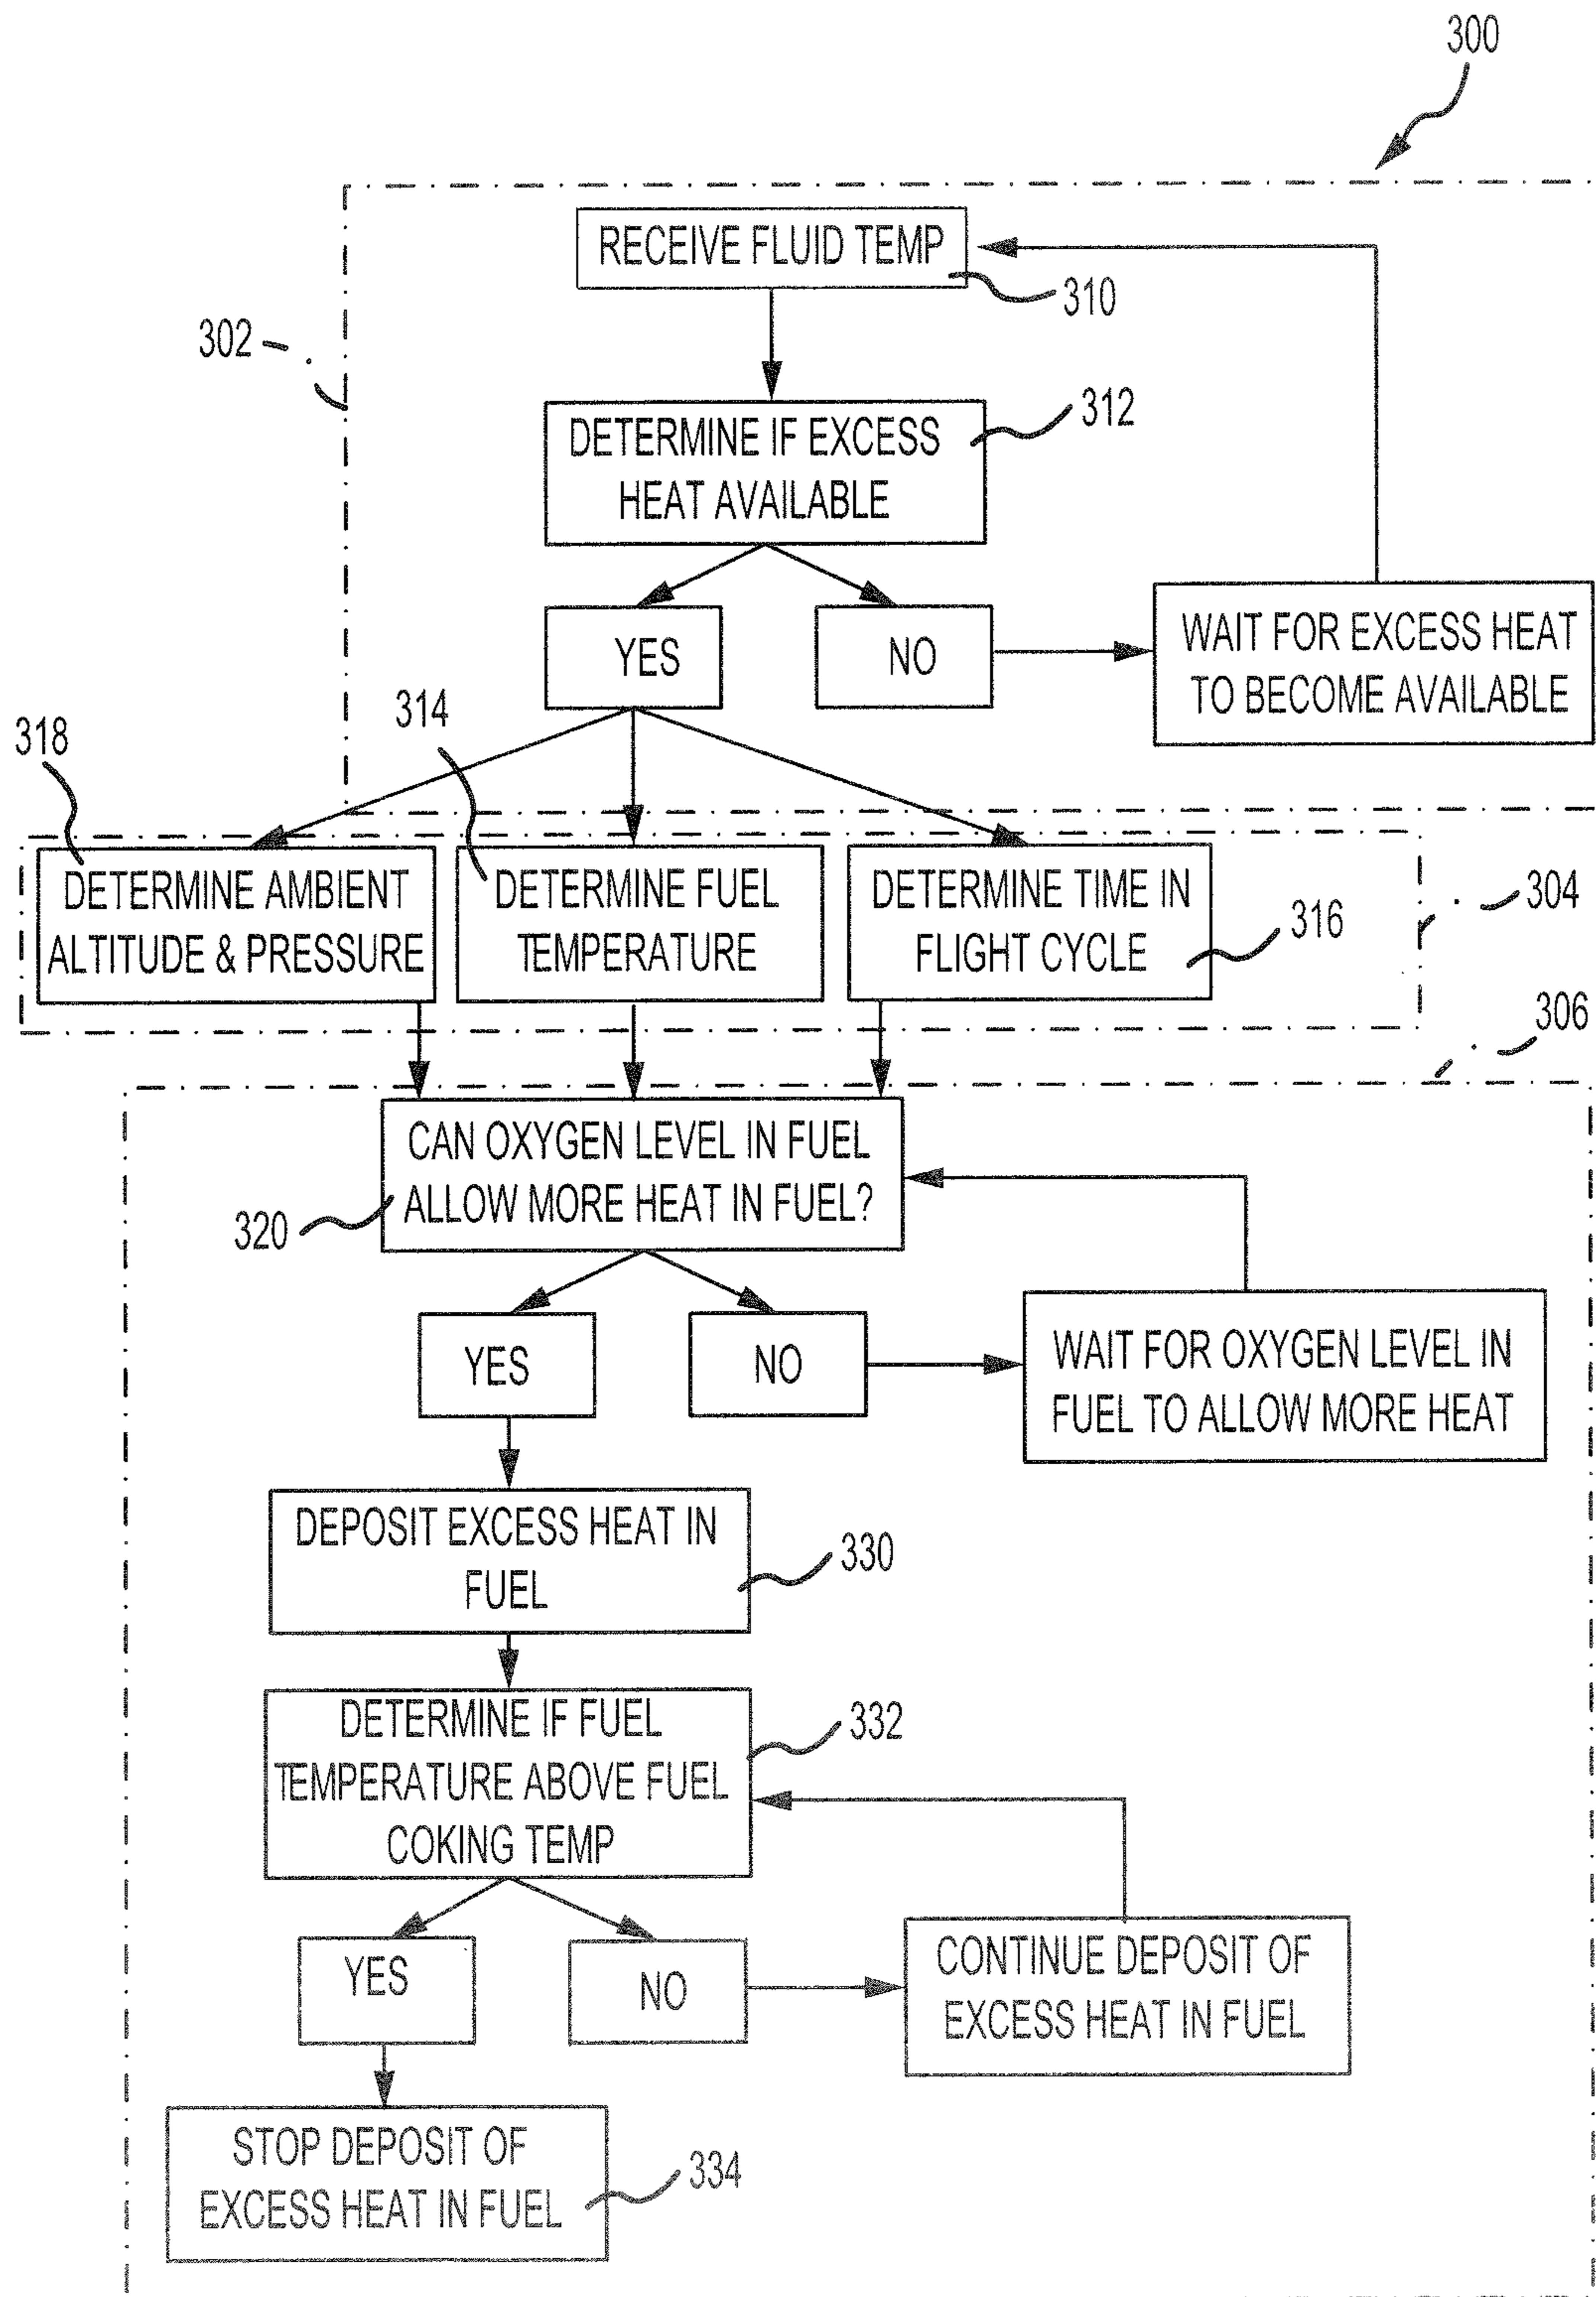 300
RECEIVE FLUID TEMP
310
302
DETERMINE IF EXCESS
HEAT AVAILABLE
312
YES
NO
WAIT FOR EXCESS HEAT
TO BECOME AVAILABLE
314
318
DETERMINE AMBIENT
ALTITUDE & PRESSURE
DETERMINE FUEL
TEMPERATURE
DETERMINE TIME IN
FLIGHT CYCLE
316
304
306
CAN OXYGEN LEVEL IN FUEL
ALLOW MORE HEAT IN FUEL?
320
YES
NO
WAIT FOR OXYGEN LEVEL IN
FUEL TO ALLOW MORE HEAT
DEPOSIT EXCESS HEAT IN
FUEL
330
DETERMINE IF FUEL
TEMPERATURE ABOVE FUEL
COKING TEMP
332
YES
NO
CONTINUE DEPOSIT OF
EXCESS HEAT IN FUEL
STOP DEPOSIT OF
EXCESS HEAT IN FUEL
334